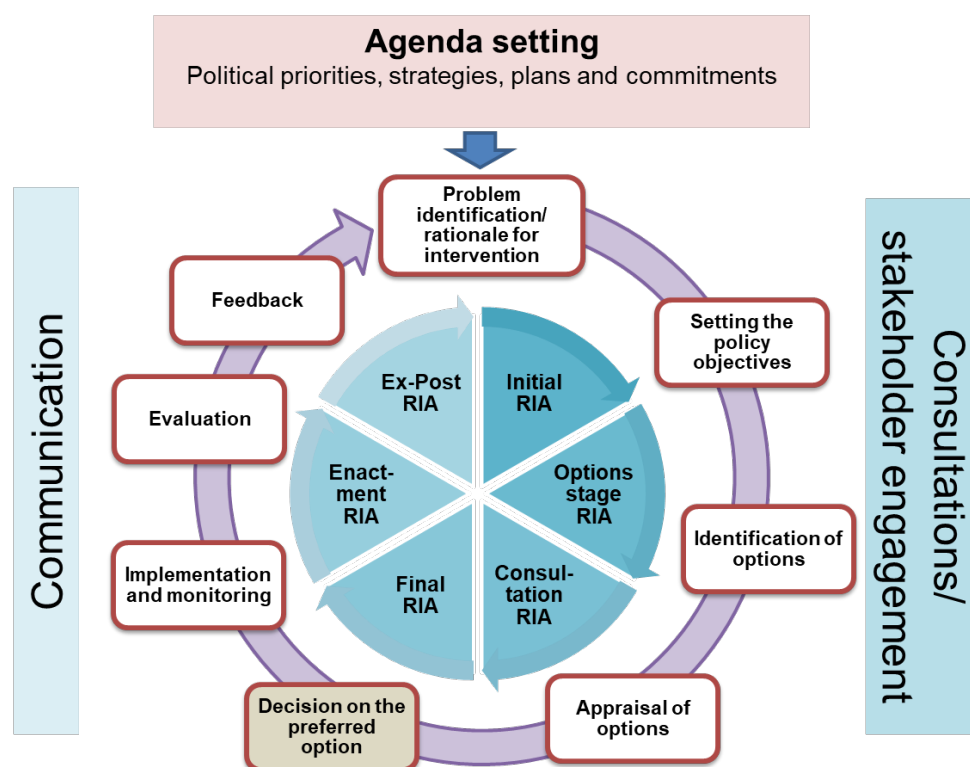 Agenda setting
Political priorities, strategies, plans and commitments
Problem
identification/
rationale for
intervention
Setting the
policy
objectives
Identification of
options
Appraisal of
options
Decision on the
preferred
option
Implementation
and monitoring
Evaluation
Feedback
Initial
RIA
Options
stage
RIA
Consul-
tation
RIA
Final
RIA
Enact-
ment
RIA
Ex-Post
RIA
Communication
Consultations/
stakeholder engagement